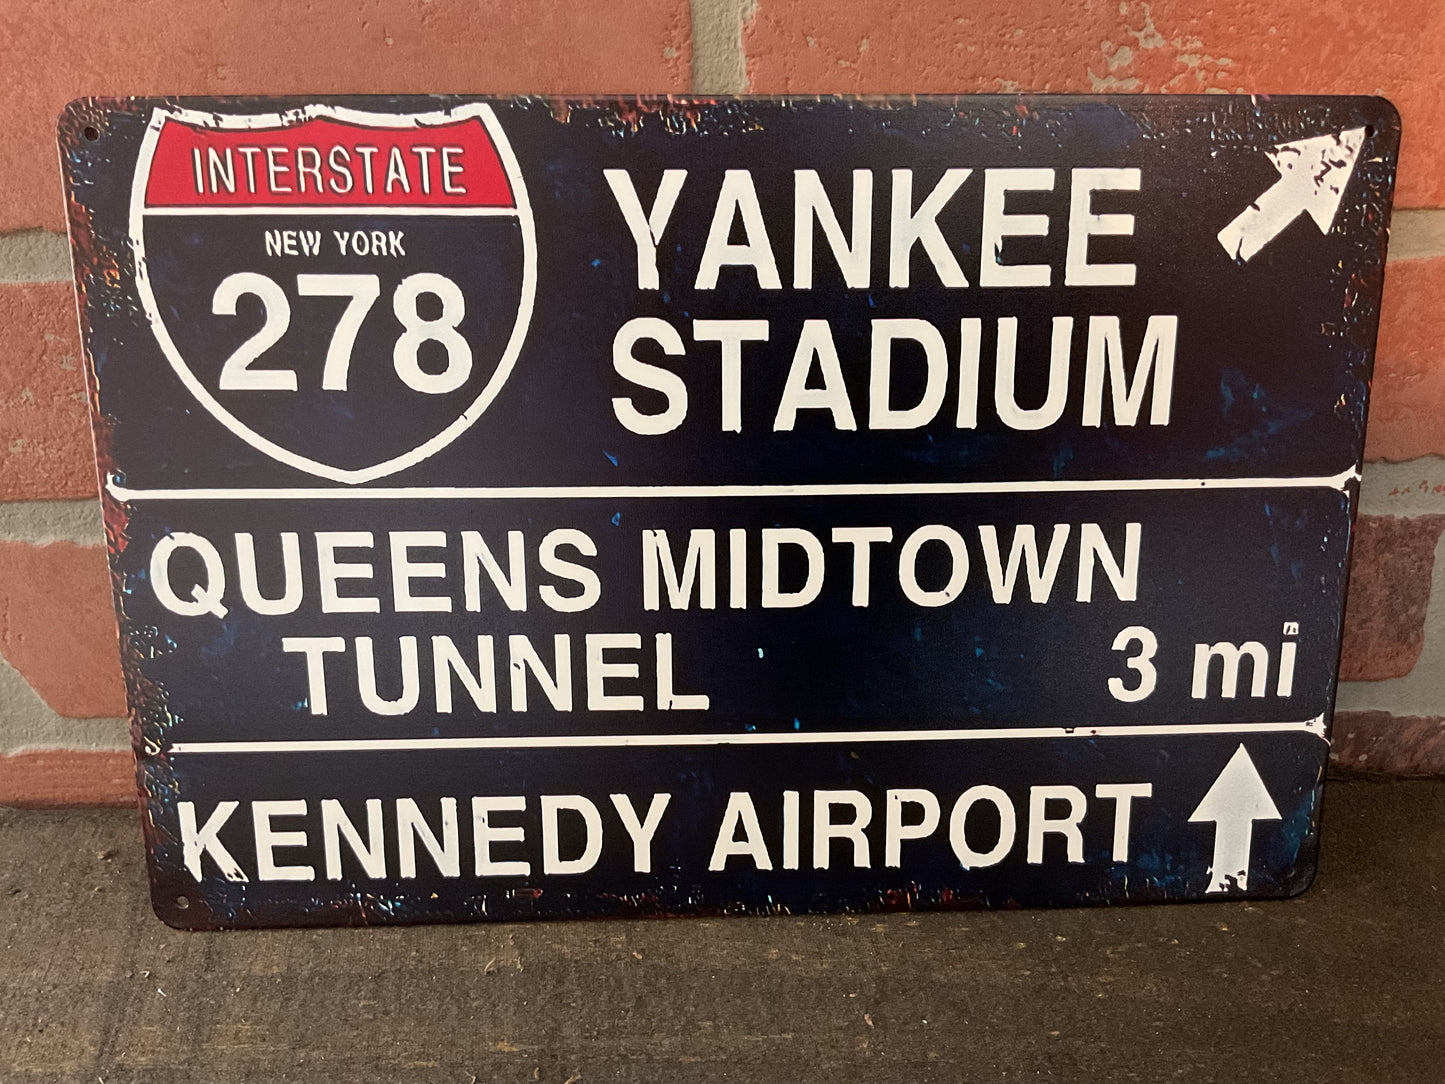 INTERSTATE
NEW YORK
278
YANKEE
STADIUM
QUEENS MIDTOWN
TUNNEL 3 mi
KENNEDY AIRPORT